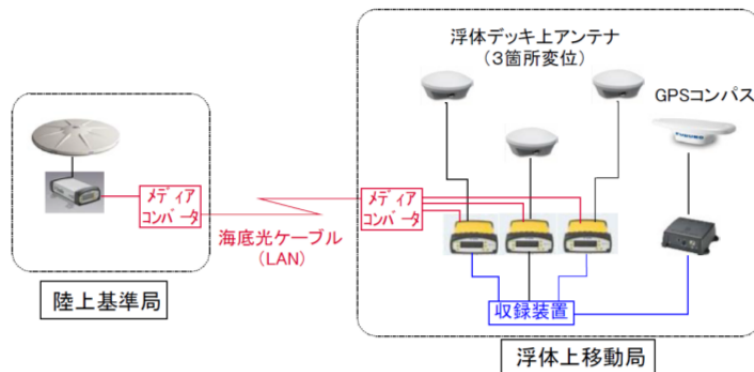 浮体デッキ上アンテナ
(3箇所変位)
GPSコンパス
メディア
コンバータ
海底光ケーブル
(LAN)
メディア
コンバータ
収録装置
陸上基準局
浮体上移動局